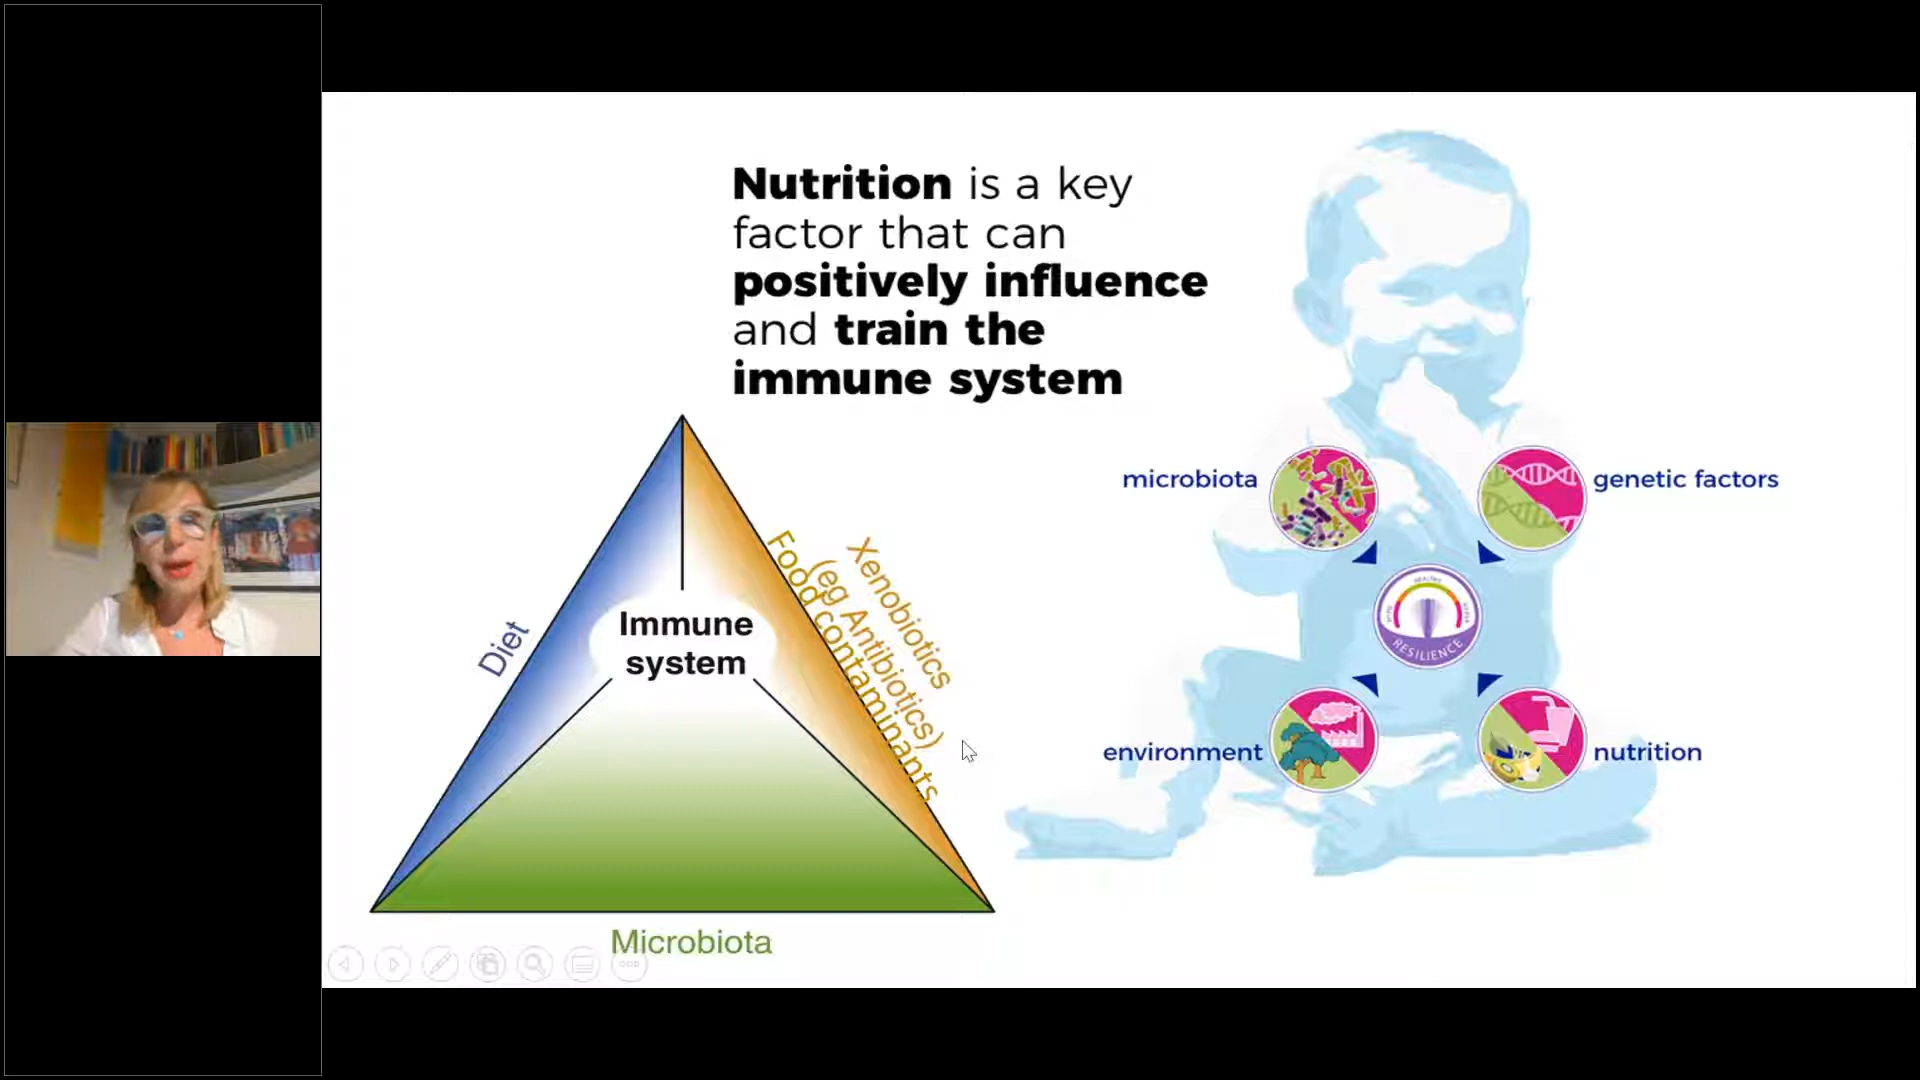 Nutrition is a key
factor that can
positively influence
and train the
immune system
Diet
Immune
system
Xenobiotics
(eg Antibiotics)
Food contaminants
Microbiota
microbiota
genetic factors
HEALTHY
RESILIENCE
environment
nutrition